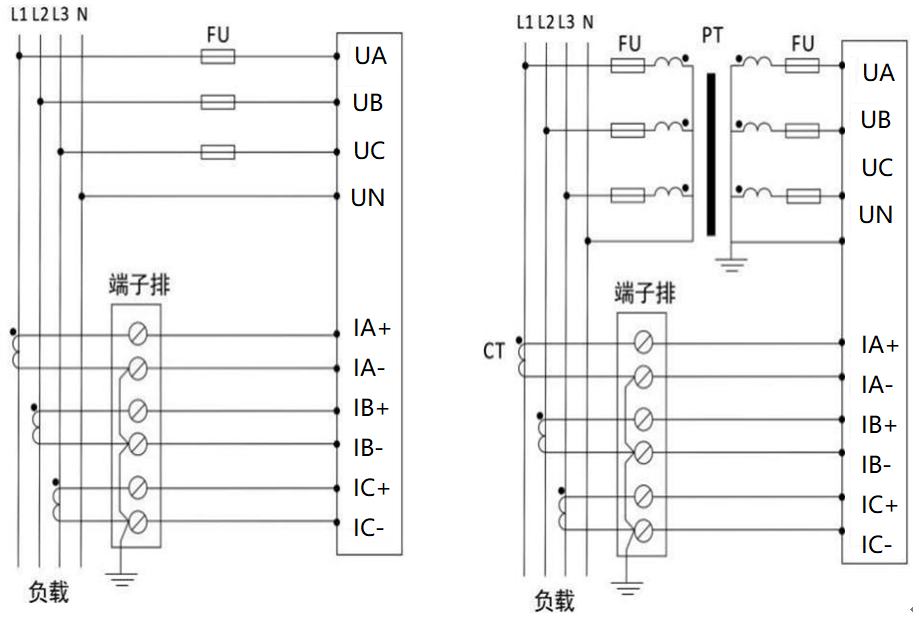 L1 L2 L3 N
FU
UA
UB
UC
UN
端子排
IA+
IA-
IB+
IB-
IC+
IC-
负载
L1 L2 L3 N
FU
PT
FU
UA
UB
UC
UN
端子排
CT
IA+
IA-
IB+
IB-
IC+
IC-
负载